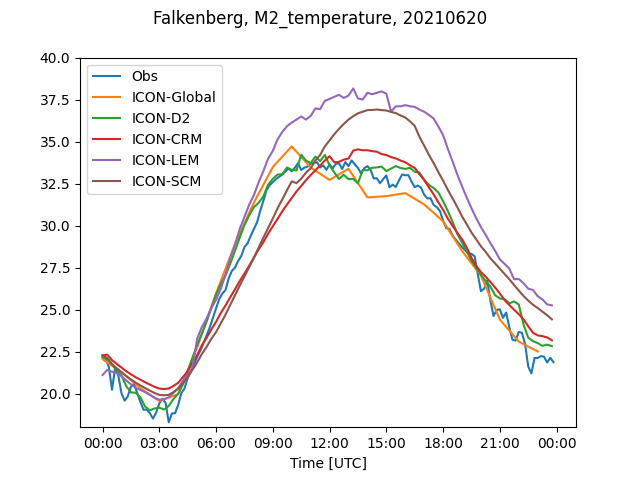 Falkenberg, M2_temperature, 20210620
40.0
37.5
35.0
32.5
30.0
27.5
25.0
22.5
20.0
Obs
ICON-Global
ICON-D2
ICON-CRM
ICON-LEM
ICON-SCM
00:00 03:00 06:00 09:00 12:00 15:00 18:00 21:00 00:00
Time [UTC]